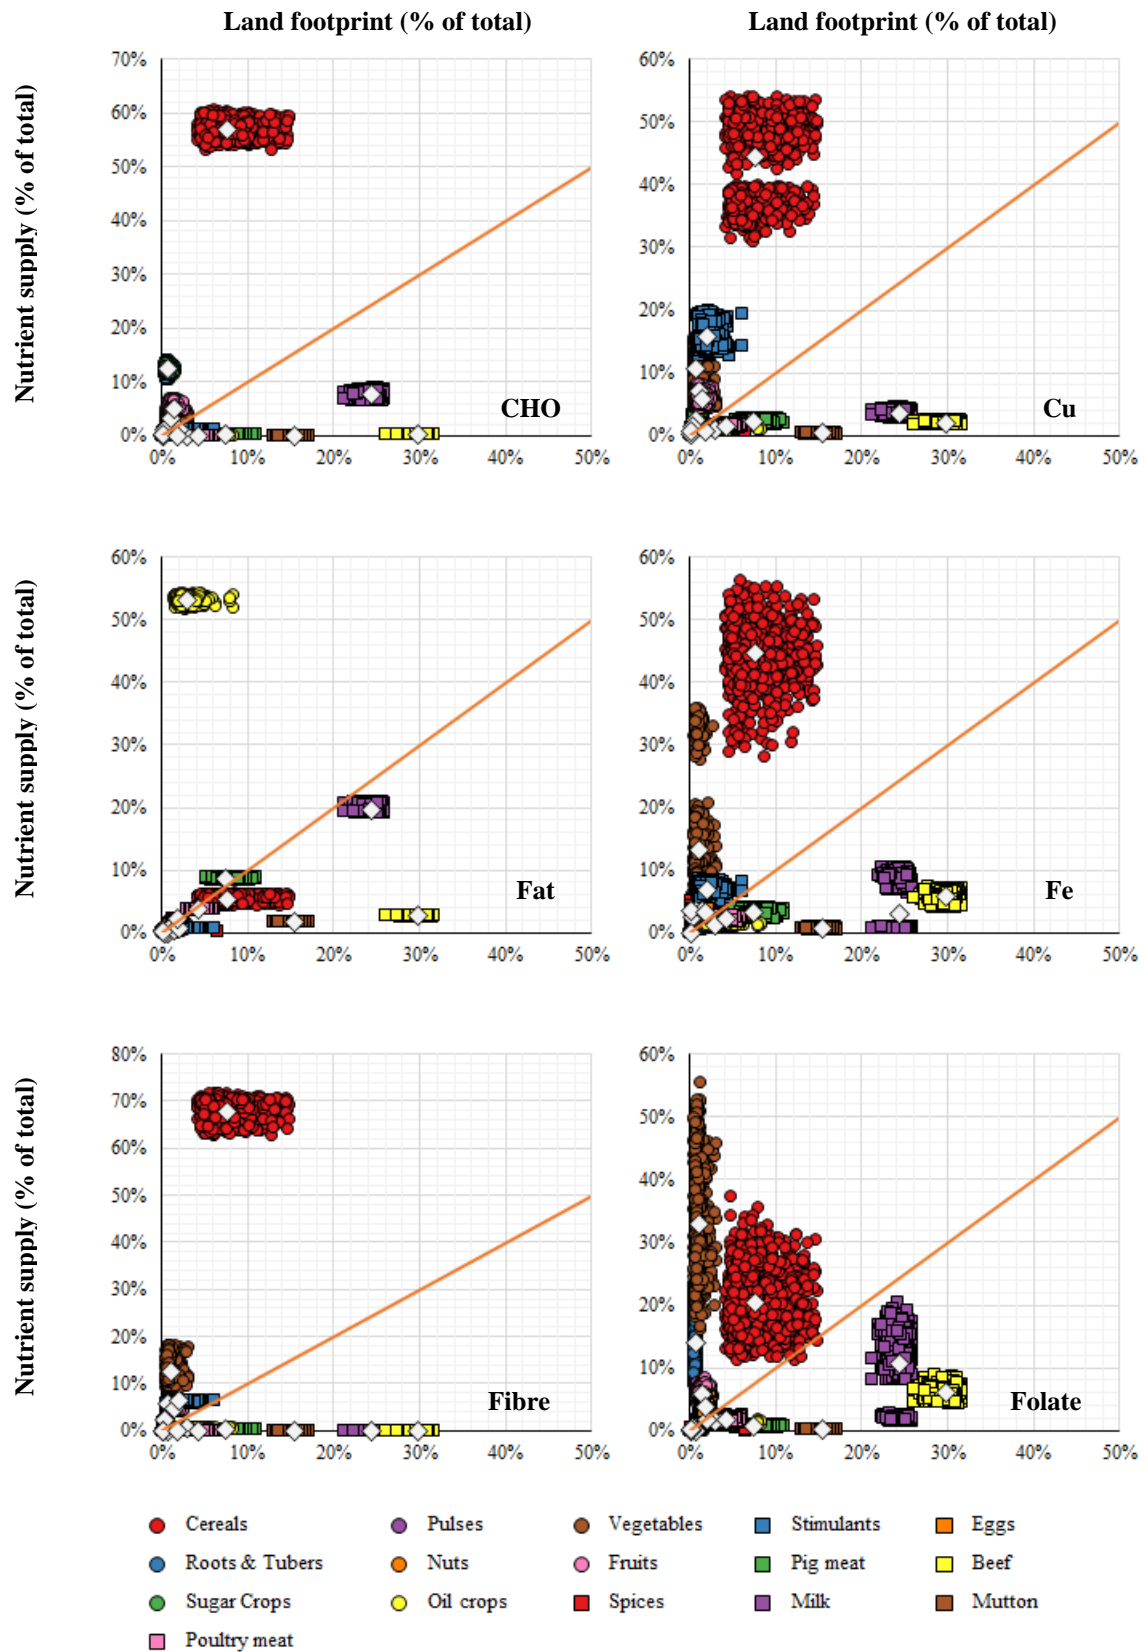 Land footprint (% of total) Land footprint (% of total)
Nutrient supply (% of total)
70%
60%
50%
40%
30%
20%
10%
0%
0% 10% 20% 30% 40% 50%
CHO
60%
50%
40%
30%
20%
10%
0%
0% 10% 20% 30% 40% 50%
Cu
Nutrient supply (% of total)
60%
50%
40%
30%
20%
10%
0%
0% 10% 20% 30% 40% 50%
Fat
60%
50%
40%
30%
20%
10%
0%
0% 10% 20% 30% 40% 50%
Fe
Nutrient supply (% of total)
80%
70%
60%
50%
40%
30%
20%
10%
0%
0% 10% 20% 30% 40% 50%
Fibre
60%
50%
40%
30%
20%
10%
0%
0% 10% 20% 30% 40% 50%
Folate
Cereals Pulses Vegetables Stimulants Eggs
Roots & Tubers Nuts Fruits Pig meat Beef
Sugar Crops Oil crops Spices Milk Mutton
Poultry meat